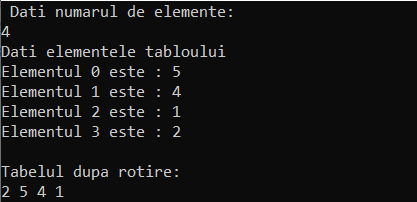 Dati numarul de elemente:
4
Dati elementele tabloului
Elementul 0 este : 5
Elementul 1 este : 4
Elementul 2 este : 1
Elementul 3 este : 2
Tabelul dupa rotire:
2 5 4 1